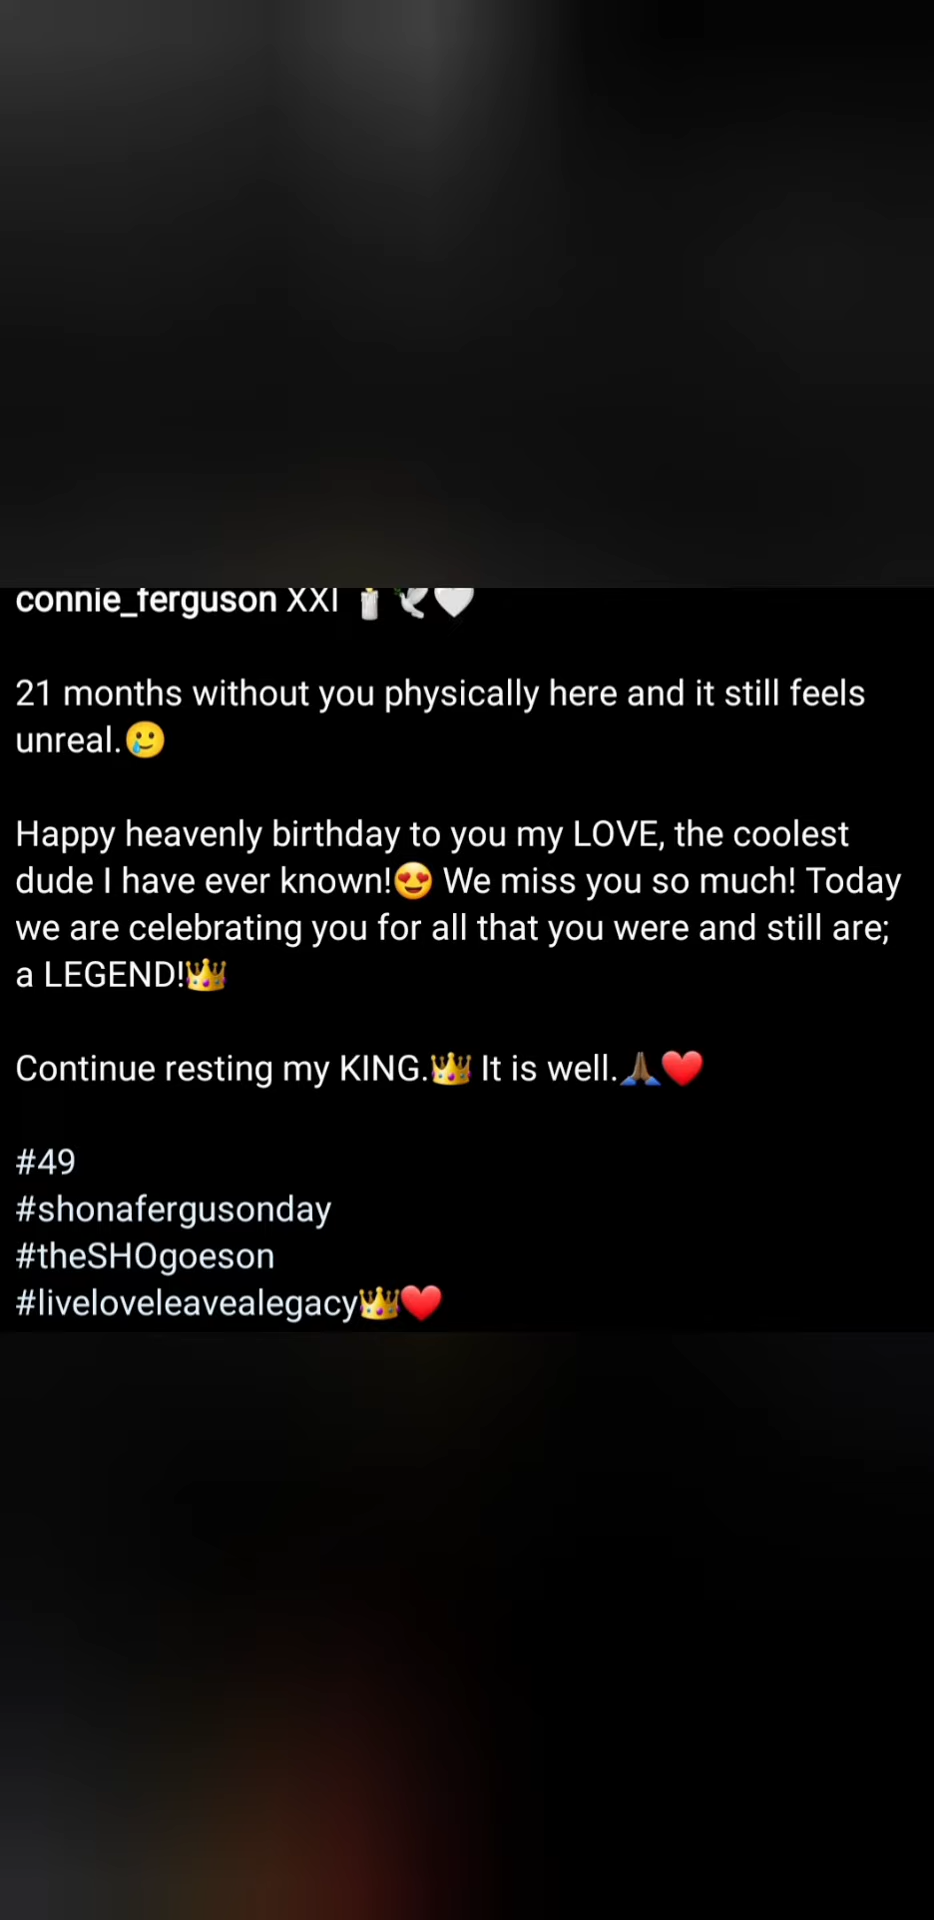 connie_ferguson XXI 🕯️🕊️🤍
21 months without you physically here and it still feels
unreal.🥲
Happy heavenly birthday to you my LOVE, the coolest
dude I have ever known!😍 We miss you so much! Today
we are celebrating you for all that you were and still are;
a LEGEND!👑
Continue resting my KING.👑 It is well.🙏🏾❤️
#49
#shonafergusonday
#theSHOgoeson
#liveloveleavealegacy👑❤️